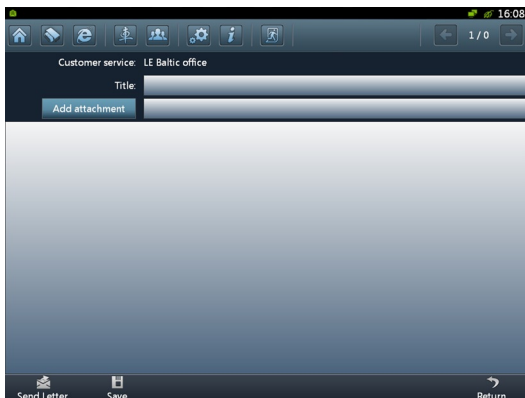 16:08
1 / 0
Customer service: LE Baltic office
Title:
Add attachment
Send Letter Save Return